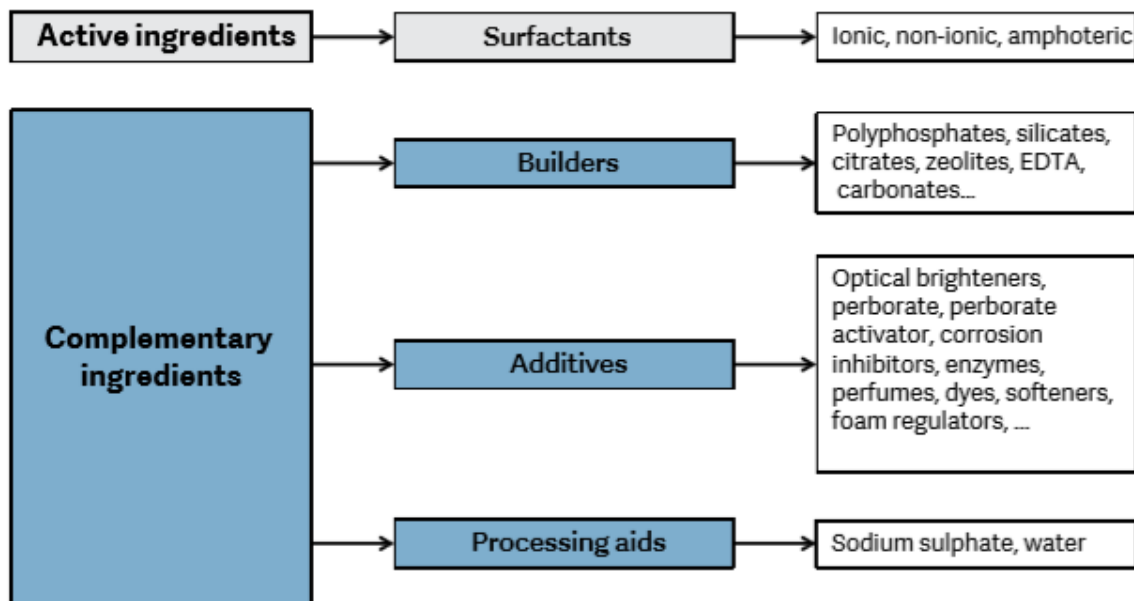 Active ingredients
Surfactants
Ionic, non-ionic, amphoteric
Complementary
ingredients
Builders
Polyphosphates, silicates,
citrates, zeolites, EDTA,
carbonates...
Additives
Optical brighteners,
perborate, perborate
activator, corrosion
inhibitors, enzymes,
perfumes, dyes, softeners,
foam regulators, ...
Processing aids
Sodium sulphate, water